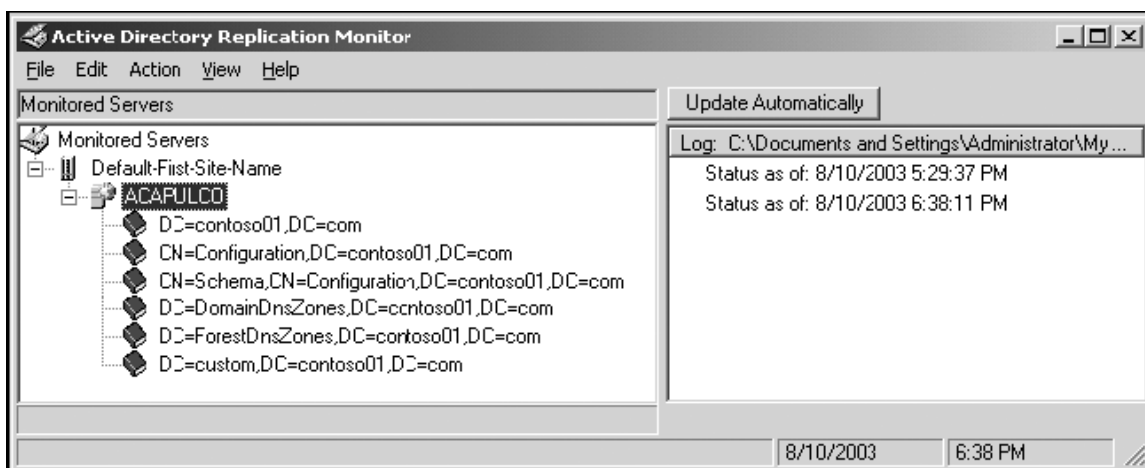 Active Directory Replication Monitor
File Edit Action View Help
Monitored Servers
Update Automatically
Monitored Servers
Default-First-Site-Name
ACAPULCO
DC=contoso01,DC=com
CN=Configuration,DC=contoso01,DC=com
CN=Schema,CN=Configuration,DC=contoso01,DC=com
DC=DomainDnsZones,DC=contoso01,DC=com
DC=ForestDnsZones,DC=contoso01,DC=com
DC=custom,DC=contoso01,DC=com
Log: C:\Documents and Settings\Administrator\My...
Status as of: 8/10/2003 5:29:37 PM
Status as of: 8/10/2003 6:38:11 PM
8/10/2003 6:38 PM